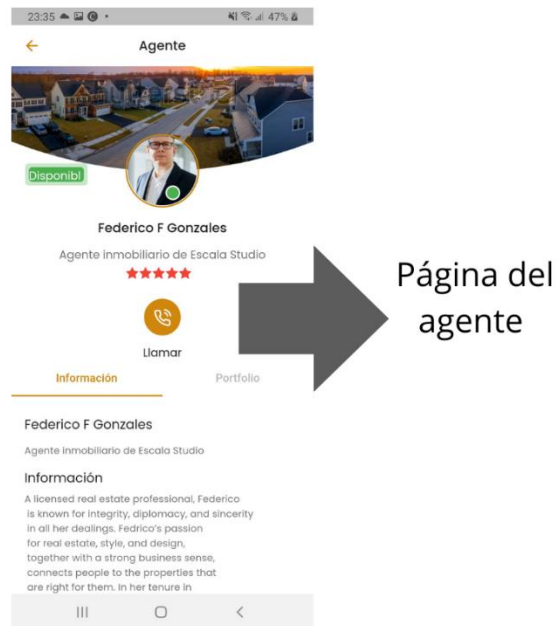 23:35
47%
Agente
Disponibl
Federico F Gonzales
Agente inmobiliario de Escala Studio
Llamar
Información
Portfolio
Federico F Gonzales
Agente inmobiliario de Escala Studio
Información
A licensed real estate professional, Federico
is known for integrity, diplomacy, and sincerity
in all her dealings. Fedrico's passion
for real estate, style, and design,
together with a strong business sense,
connects people to the properties that
are right for them. In her tenure in
Página del
agente